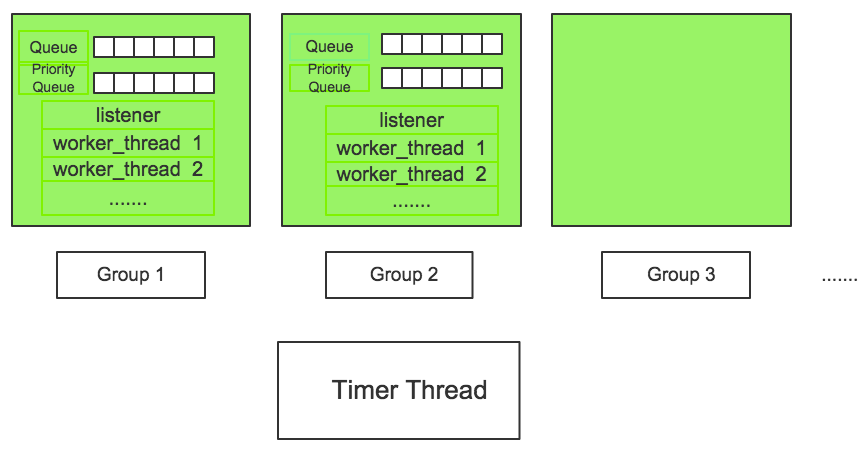 Queue
Priority
Queue
listener
worker_thread 1
worker_thread 2
.......
Queue
Priority
Queue
listener
worker_thread 1
worker_thread 2
.......
Group 1
Group 2
Group 3
.......
Timer Thread